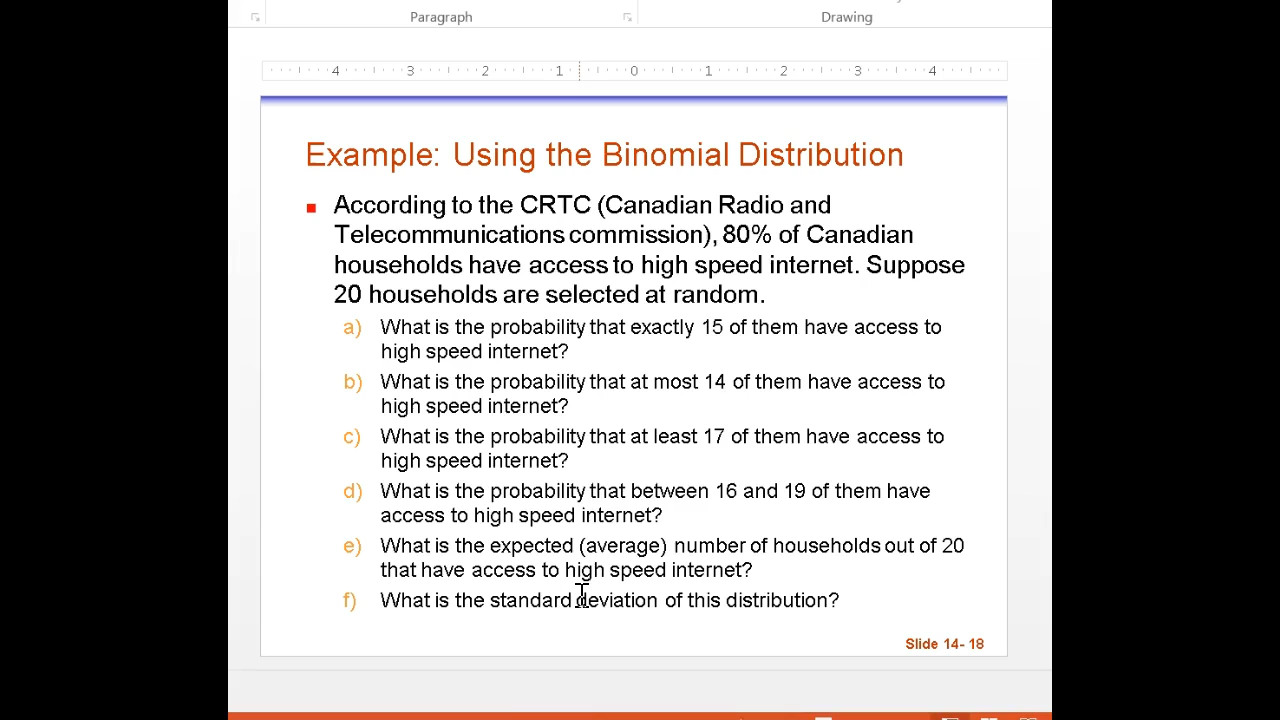 Paragraph
Drawing
4 3 2 1 0 1 2 3 4
Example: Using the Binomial Distribution
According to the CRTC (Canadian Radio and
Telecommunications commission), 80% of Canadian
households have access to high speed internet. Suppose
20 households are selected at random.
a) What is the probability that exactly 15 of them have access to
high speed internet?
b) What is the probability that at most 14 of them have access to
high speed internet?
c) What is the probability that at least 17 of them have access to
high speed internet?
d) What is the probability that between 16 and 19 of them have
access to high speed internet?
e) What is the expected (average) number of households out of 20
that have access to high speed internet?
f) What is the standard deviation of this distribution?
Slide 14- 18